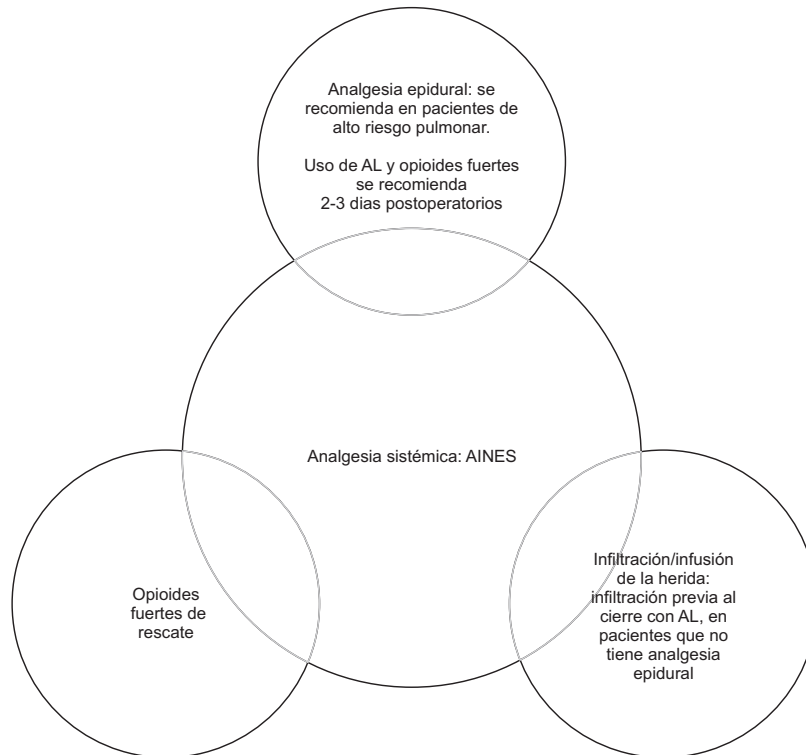 Analgesia epidural: se
recomienda en pacientes de
alto riesgo pulmonar.
Uso de AL y opioides fuertes
se recomienda
2-3 dias postoperatorios
Analgesia sistémica: AINES
Opioides
fuertes de
rescate
Infiltración/infusión
de la herida:
infiltración previa al
cierre con AL, en
pacientes que no
tiene analgesia
epidural